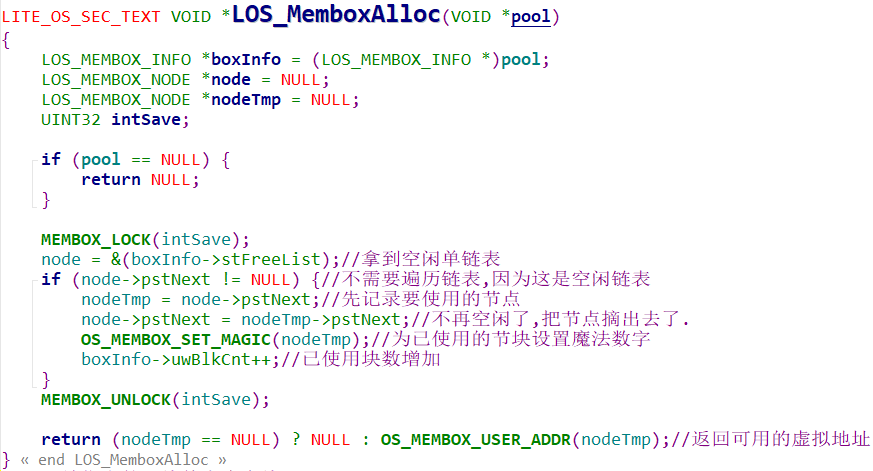 LITE_OS_SEC_TEXT VOID *LOS_MemboxAlloc(VOID *pool)
{
    LOS_MEMBOX_INFO *boxInfo = (LOS_MEMBOX_INFO *)pool;
    LOS_MEMBOX_NODE *node = NULL;
    LOS_MEMBOX_NODE *nodeTmp = NULL;
    UINT32 intSave;

    if (pool == NULL) {
        return NULL;
    }

    MEMBOX_LOCK(intSave);
    node = &(boxInfo->stFreeList);//拿到空闲单链表
    if (node->pstNext != NULL) {//不需要遍历链表,因为这是空闲链表
        nodeTmp = node->pstNext;//先记录要使用的节点
        node->pstNext = nodeTmp->pstNext;//不再空闲了,把节点摘出去了.
        OS_MEMBOX_SET_MAGIC(nodeTmp);//为已使用的节块设置魔法数字
        boxInfo->uwBlkCnt++;//已使用块数增加
    }
    MEMBOX_UNLOCK(intSave);

    return (nodeTmp == NULL) ? NULL : OS_MEMBOX_USER_ADDR(nodeTmp);//返回可用的虚拟地址
} « end LOS_MemboxAlloc »